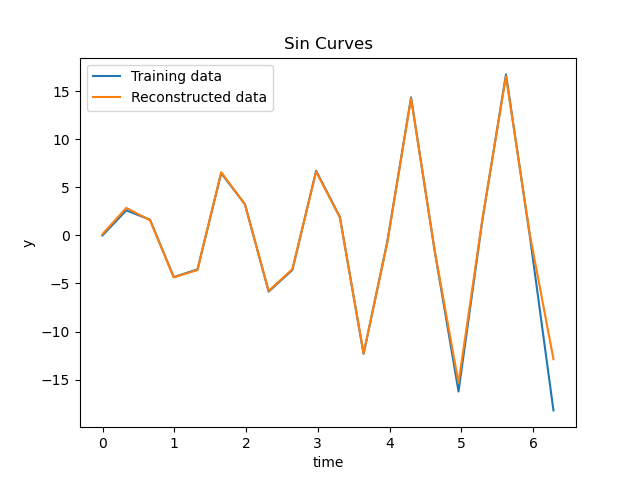 Sin Curves
Training data
Reconstructed data
15
10
5
0
−5
−10
−15
y
0 1 2 3 4 5 6
time